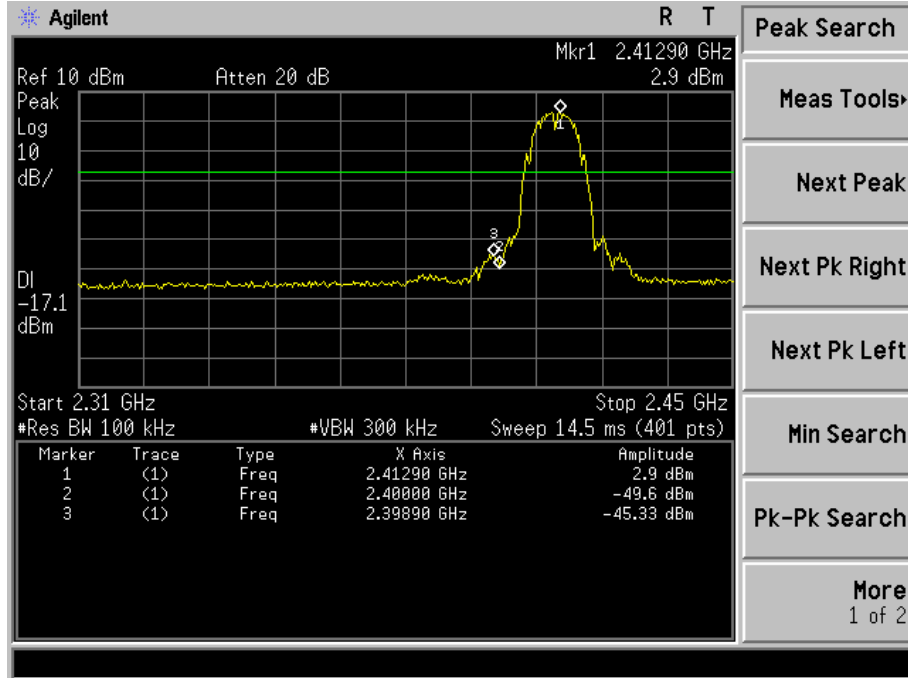 Agilent
R T
Peak Search
Mkr1 2.41290 GHz
Ref 10 dBm Atten 20 dB 2.9 dBm
Peak
Log
10
dB/
1
3
2
DI
-17.1
dBm
Meas Tools
Next Peak
Next Pk Right
Next Pk Left
Min Search
Pk-Pk Search
More
1 of 2
Start 2.31 GHz Stop 2.45 GHz
#Res BW 100 kHz #VBW 300 kHz Sweep 14.5 ms (401 pts)
Marker Trace Type X Axis Amplitude
1 (1) Freq 2.41290 GHz 2.9 dBm
2 (1) Freq 2.40000 GHz -49.6 dBm
3 (1) Freq 2.39890 GHz -45.33 dBm